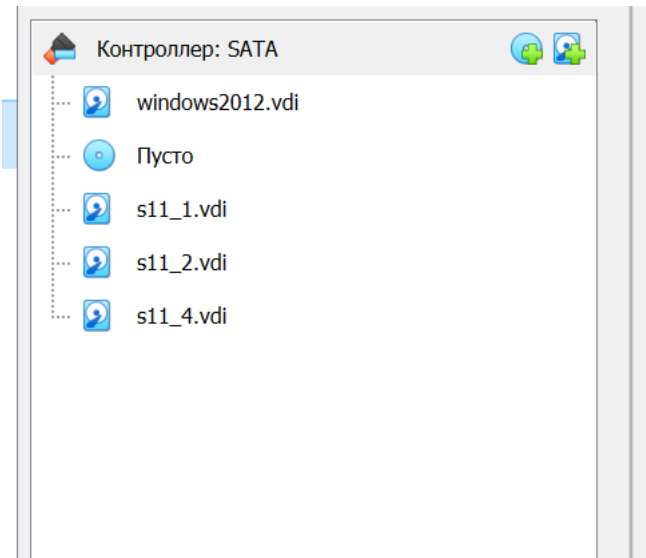 Контроллер: SATA
windows2012.vdi
Пусто
s11_1.vdi
s11_2.vdi
s11_4.vdi